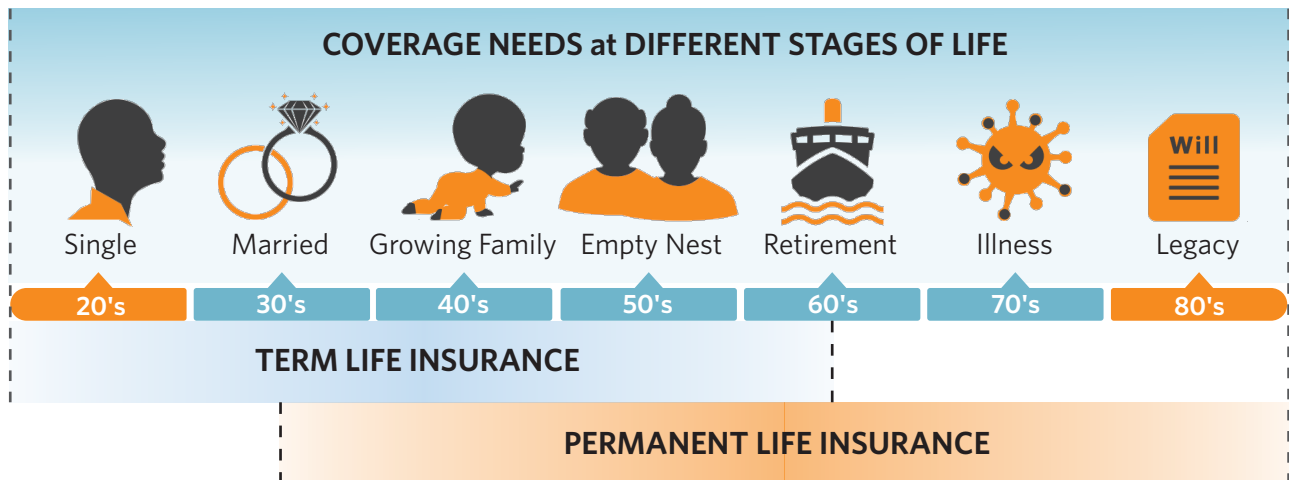 COVERAGE NEEDS at DIFFERENT STAGES OF LIFE
Will
Single Married Growing Family Empty Nest Retirement Illness Legacy
20's 30's 40's 50's 60's 70's 80's
TERM LIFE INSURANCE
PERMANENT LIFE INSURANCE